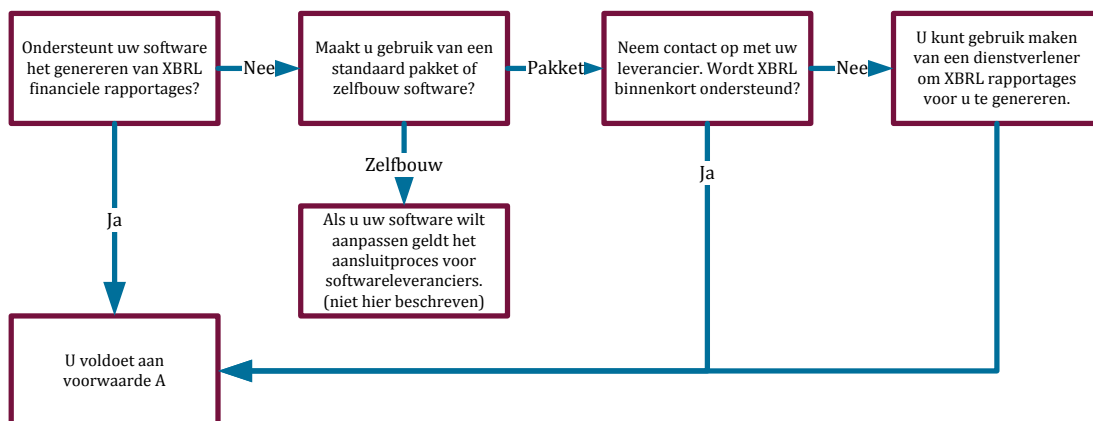 Ondersteunt uw software
het genereren van XBRL
financiele rapportages?
Nee
Maakt u gebruik van een
standaard pakket of
zelfbouw software?
Pakket
Neem contact op met uw
leverancier. Wordt XBRL
binnenkort ondersteund?
Nee
U kunt gebruik maken
van een dienstverlener
om XBRL rapportages
voor u te genereren.
Zelfbouw
Ja
Ja
Als u uw software wilt
aanpassen geldt het
aansluitproces voor
softwareleveranciers.
(niet hier beschreven)
U voldoet aan
voorwaarde A